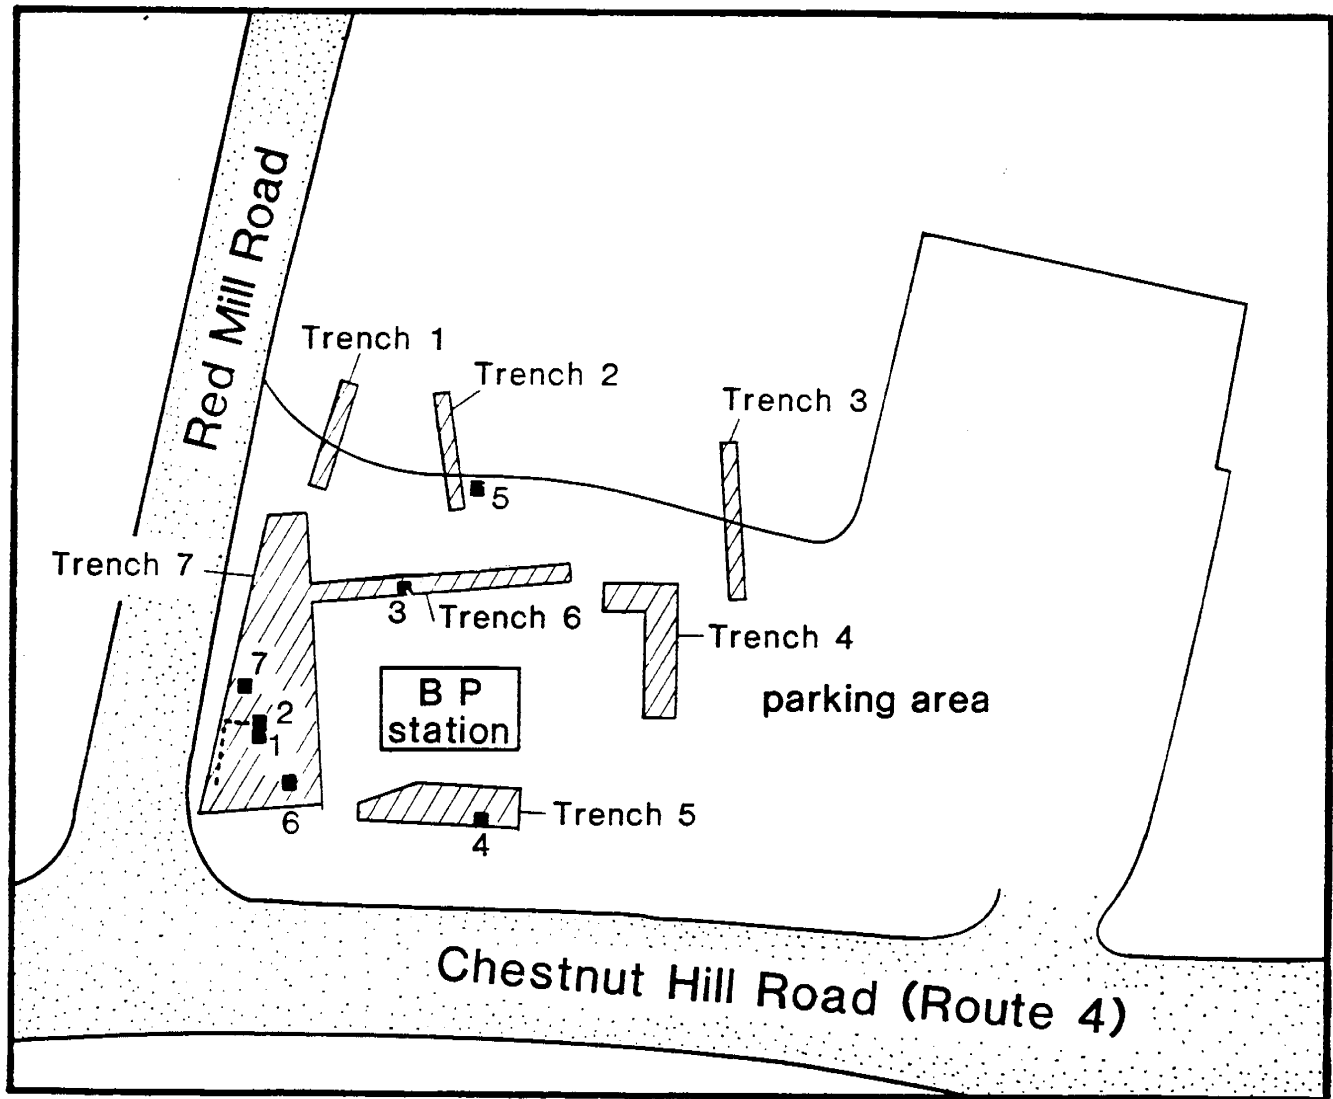 Red Mill Road
Trench 1
Trench 2
Trench 3
5
Trench 7
3
Trench 6
Trench 4
7
B P
station
parking area
2
1
6
Trench 5
4
Chestnut Hill Road (Route 4)